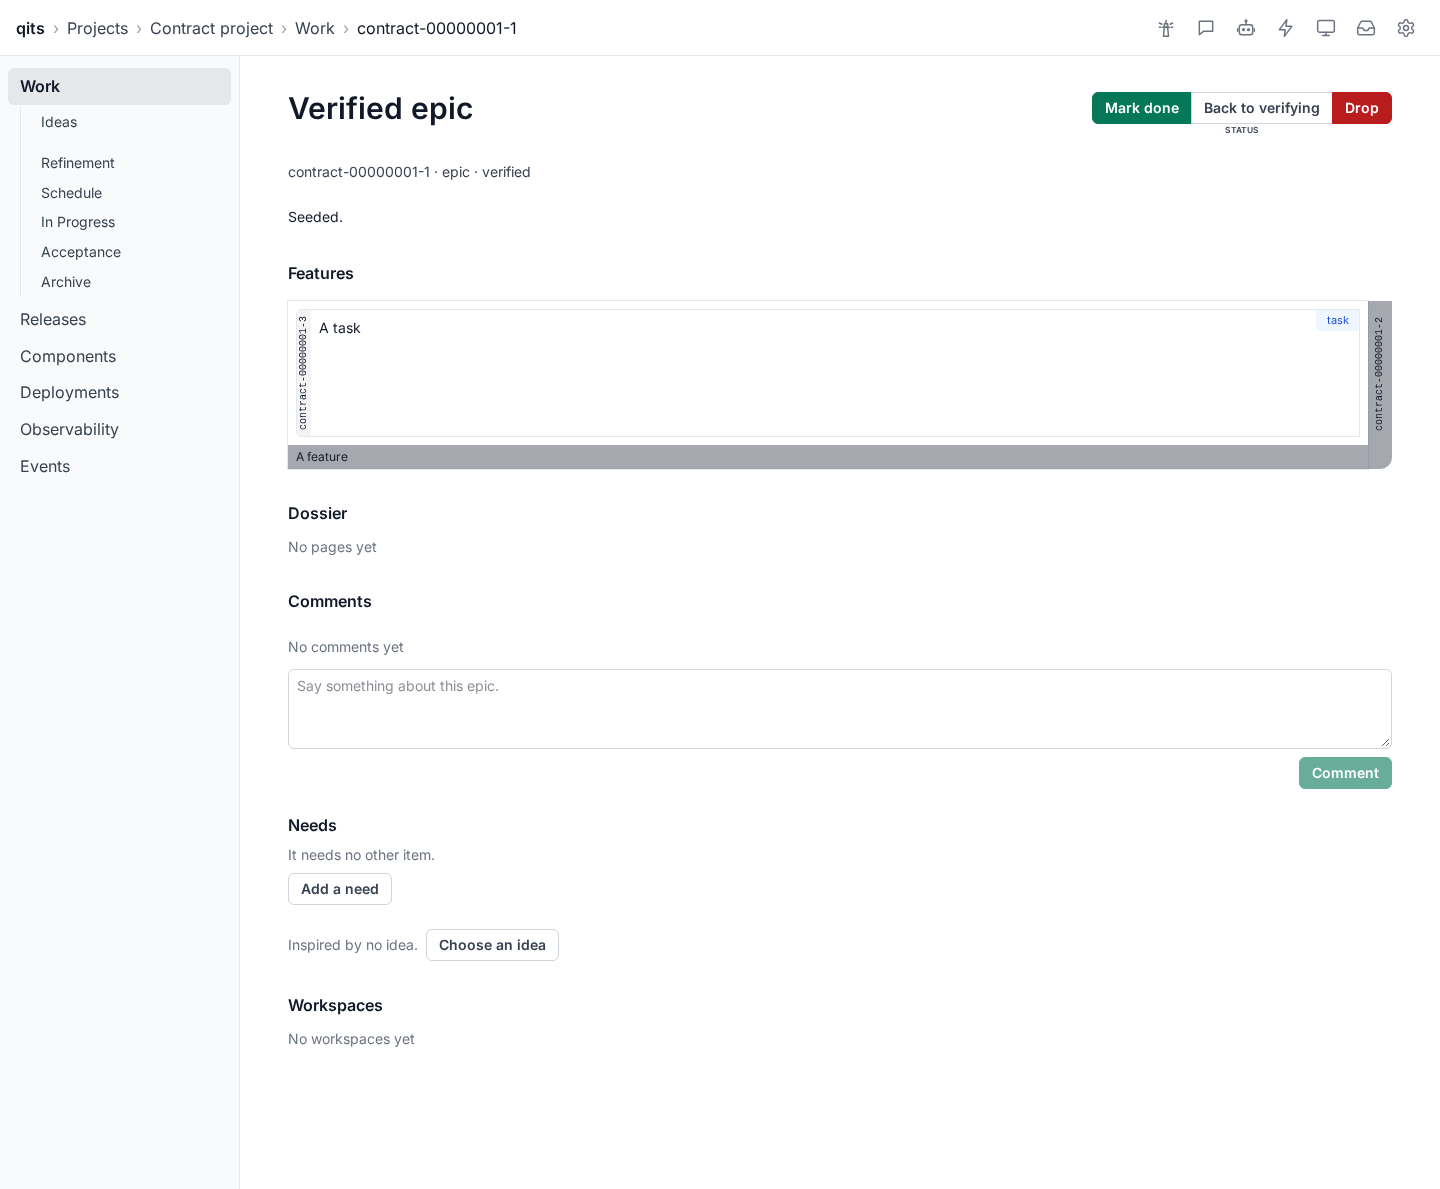 qits › Projects › Contract project › Work › contract-00000001-1
Work
Ideas
Refinement
Schedule
In Progress
Acceptance
Archive
Releases
Components
Deployments
Observability
Events
Verified epic
Mark done
Back to verifying
Drop
STATUS
contract-00000001-1 · epic · verified
Seeded.
Features
contract-00000001-3
A task
task
contract-00000001-2
A feature
Dossier
No pages yet
Comments
No comments yet
Say something about this epic.
Comment
Needs
It needs no other item.
Add a need
Inspired by no idea.
Choose an idea
Workspaces
No workspaces yet